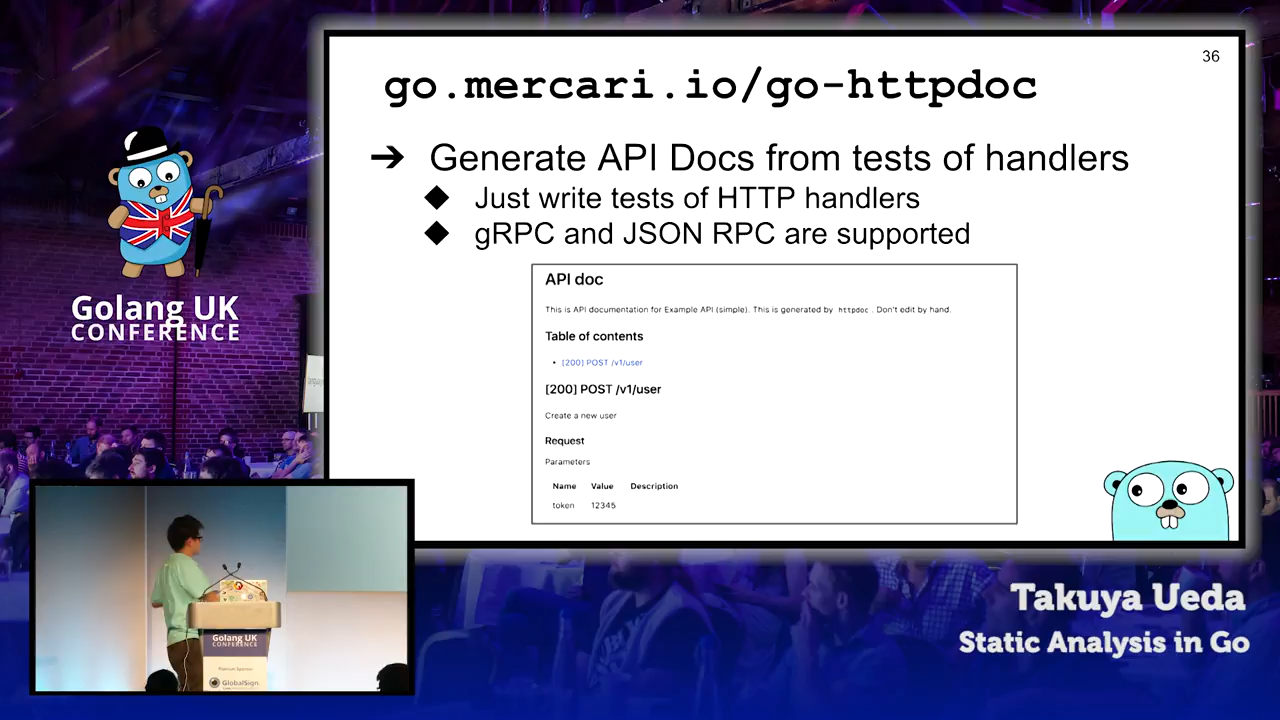 36
go.mercari.io/go-httpdoc
➔ Generate API Docs from tests of handlers
◆ Just write tests of HTTP handlers
◆ gRPC and JSON RPC are supported
API doc
This is API documentation for Example API (simple). This is generated by httpdoc . Don't edit by hand.
Table of contents
• [200] POST /v1/user
[200] POST /v1/user
Create a new user
Request
Parameters
Name Value Description
token 12345
Golang UK
CONFERENCE
Golang UK
CONFERENCE
Platinum Sponsor
GlobalSign
Takuya Ueda
Static Analysis in Go